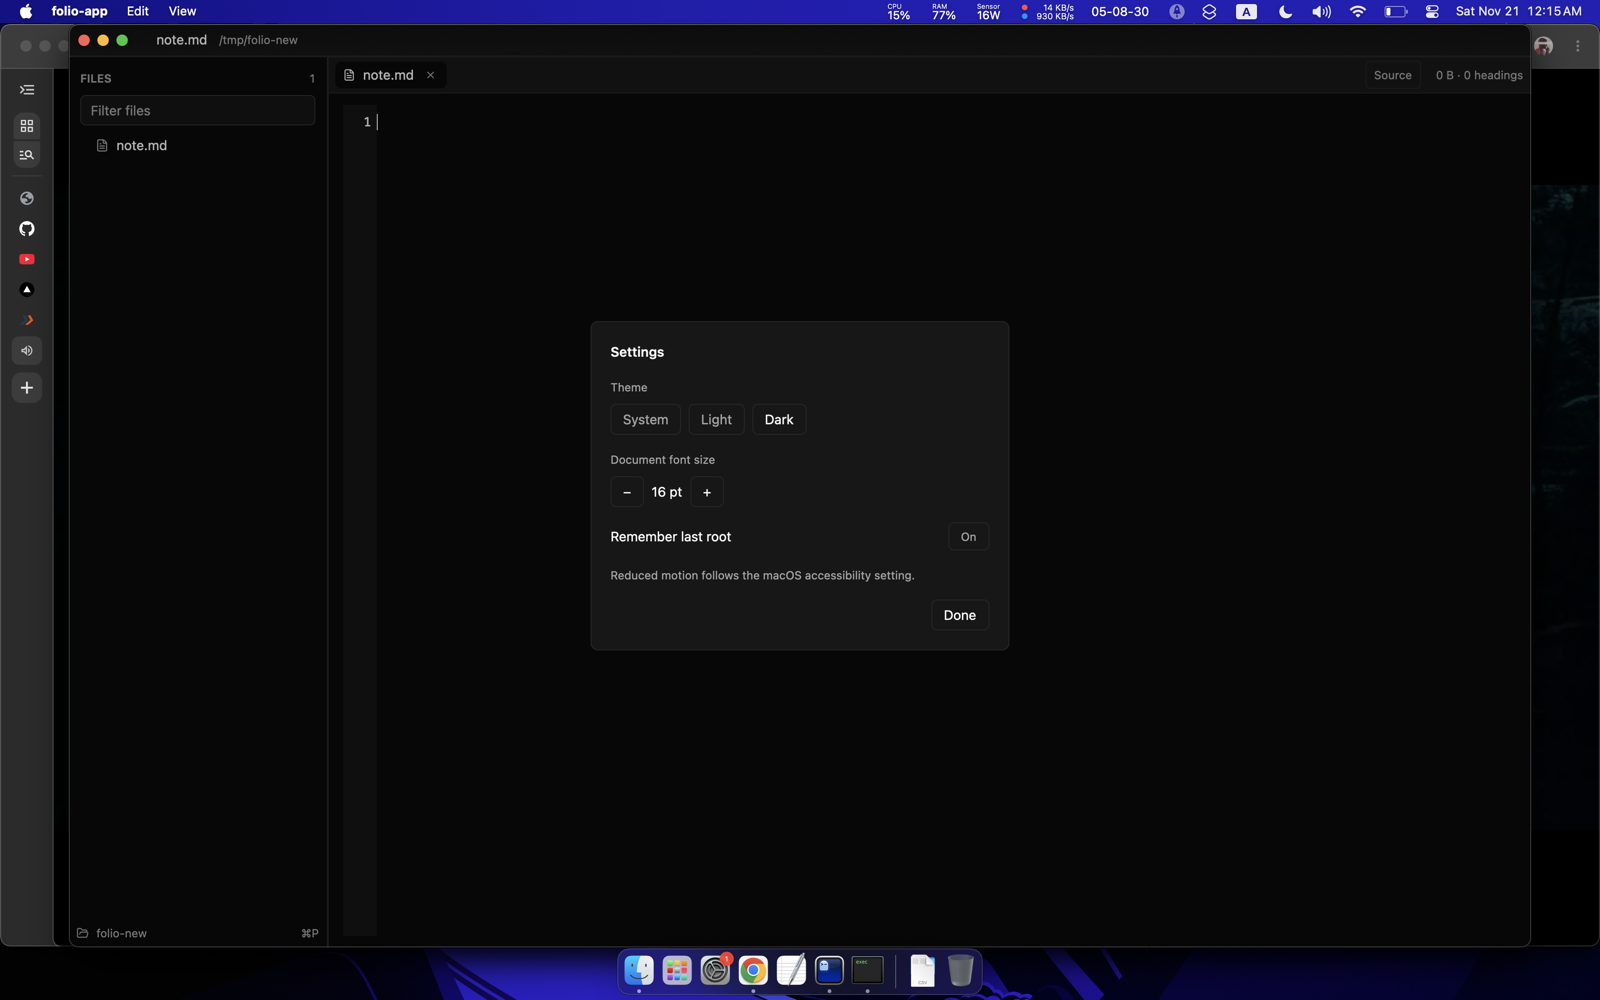 folio-app Edit View
CPU 15% RAM 77% Sensor 16W 14 KB/s 930 KB/s 05-08-30 A Sat Nov 21 12:15 AM
note.md /tmp/folio-new
FILES 1
Filter files
note.md
note.md ×
Source 0 B · 0 headings
1
Settings
Theme
System Light Dark
Document font size
− 16 pt +
Remember last root On
Reduced motion follows the macOS accessibility setting.
Done
folio-new ⌘P
1
exec
CSV